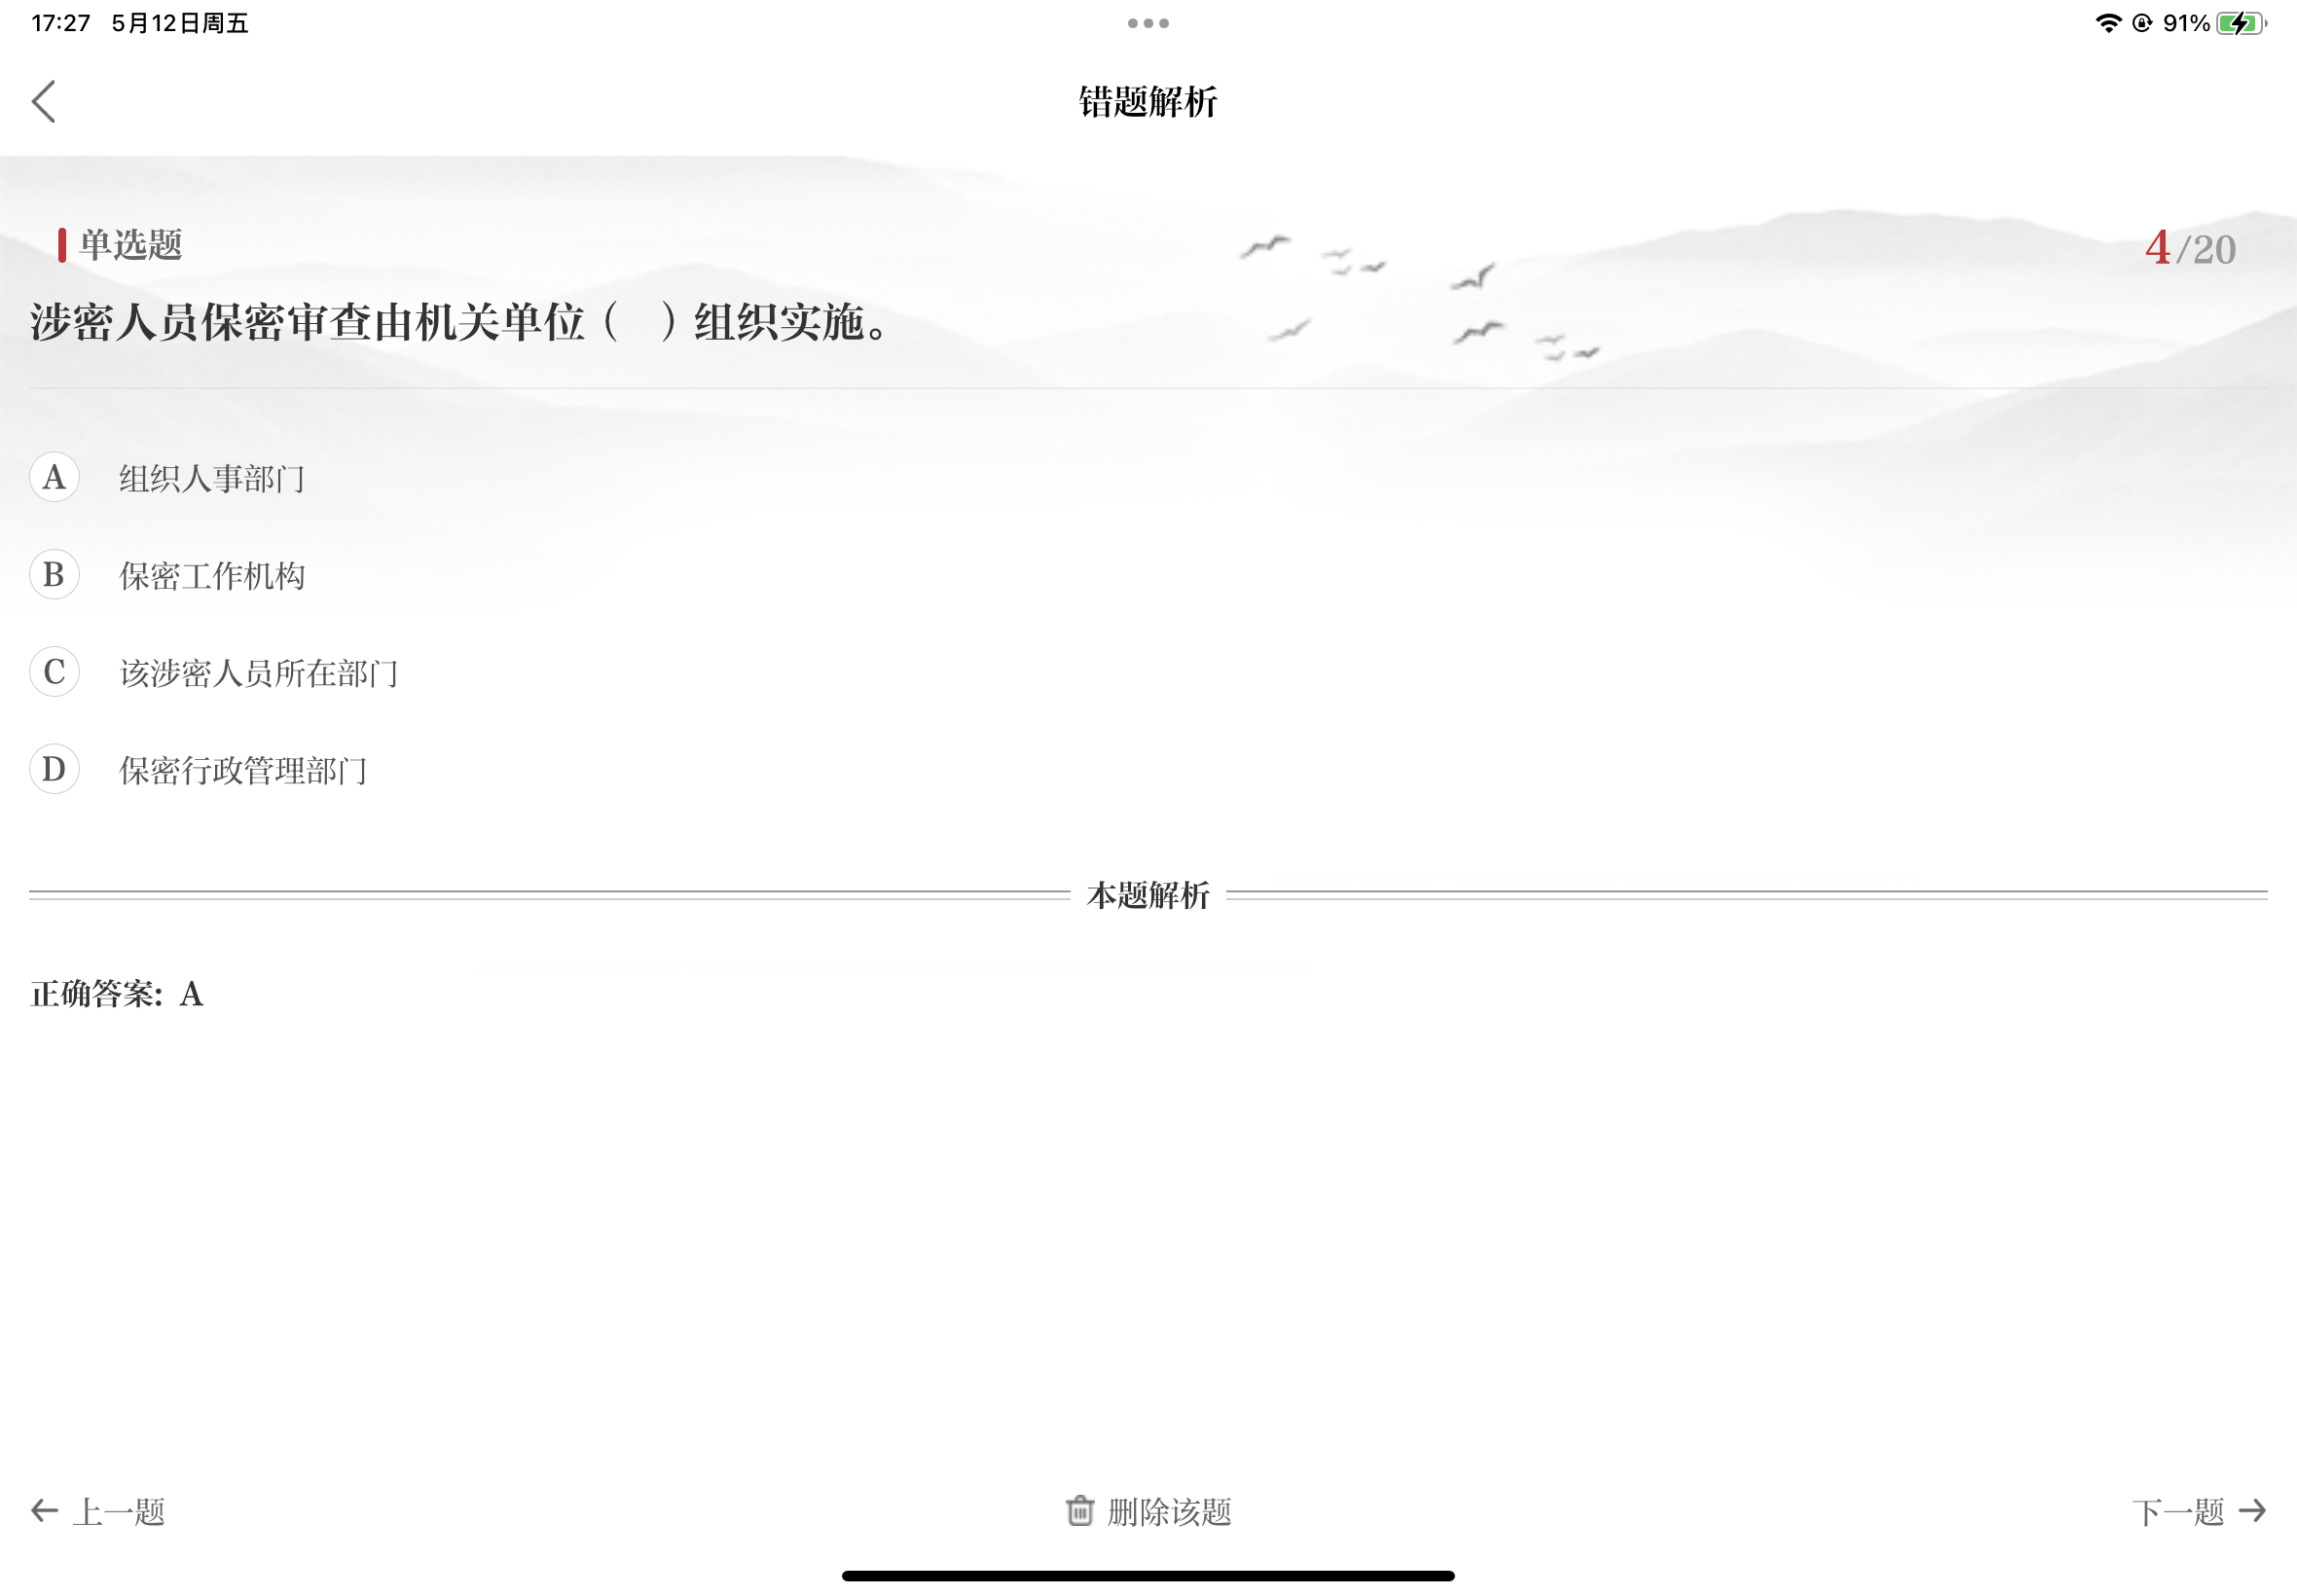 17:27 5月12日周五
91%
错题解析
单选题
4/20
涉密人员保密审查由机关单位（ ）组织实施。
A 组织人事部门
B 保密工作机构
C 该涉密人员所在部门
D 保密行政管理部门
本题解析
正确答案: A
上一题
删除该题
下一题